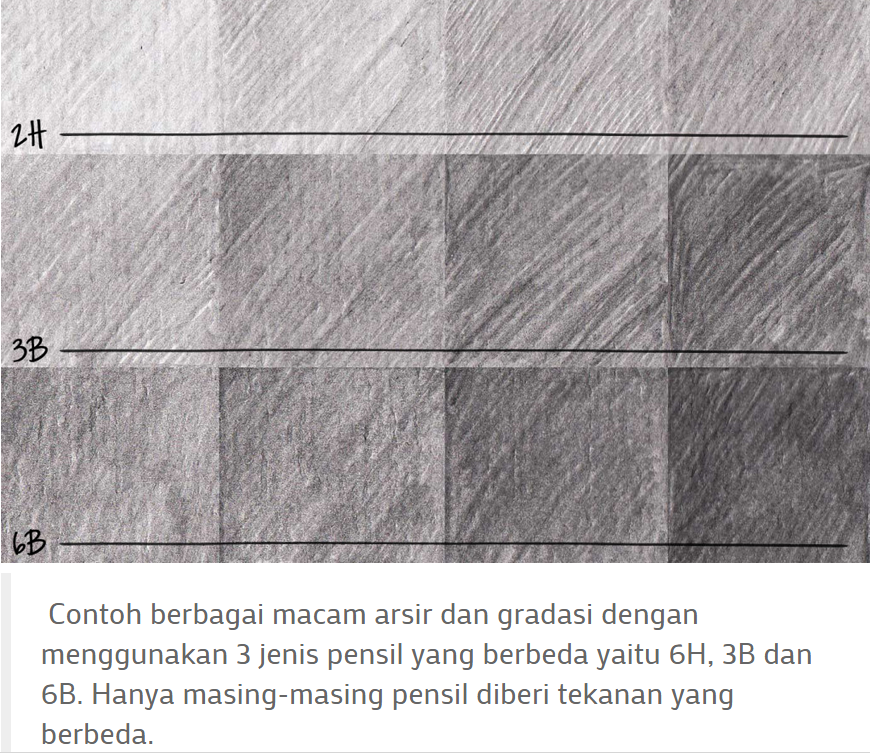 2H
3B
6B
Contoh berbagai macam arsir dan gradasi dengan
menggunakan 3 jenis pensil yang berbeda yaitu 6H, 3B dan
6B. Hanya masing-masing pensil diberi tekanan yang
berbeda.